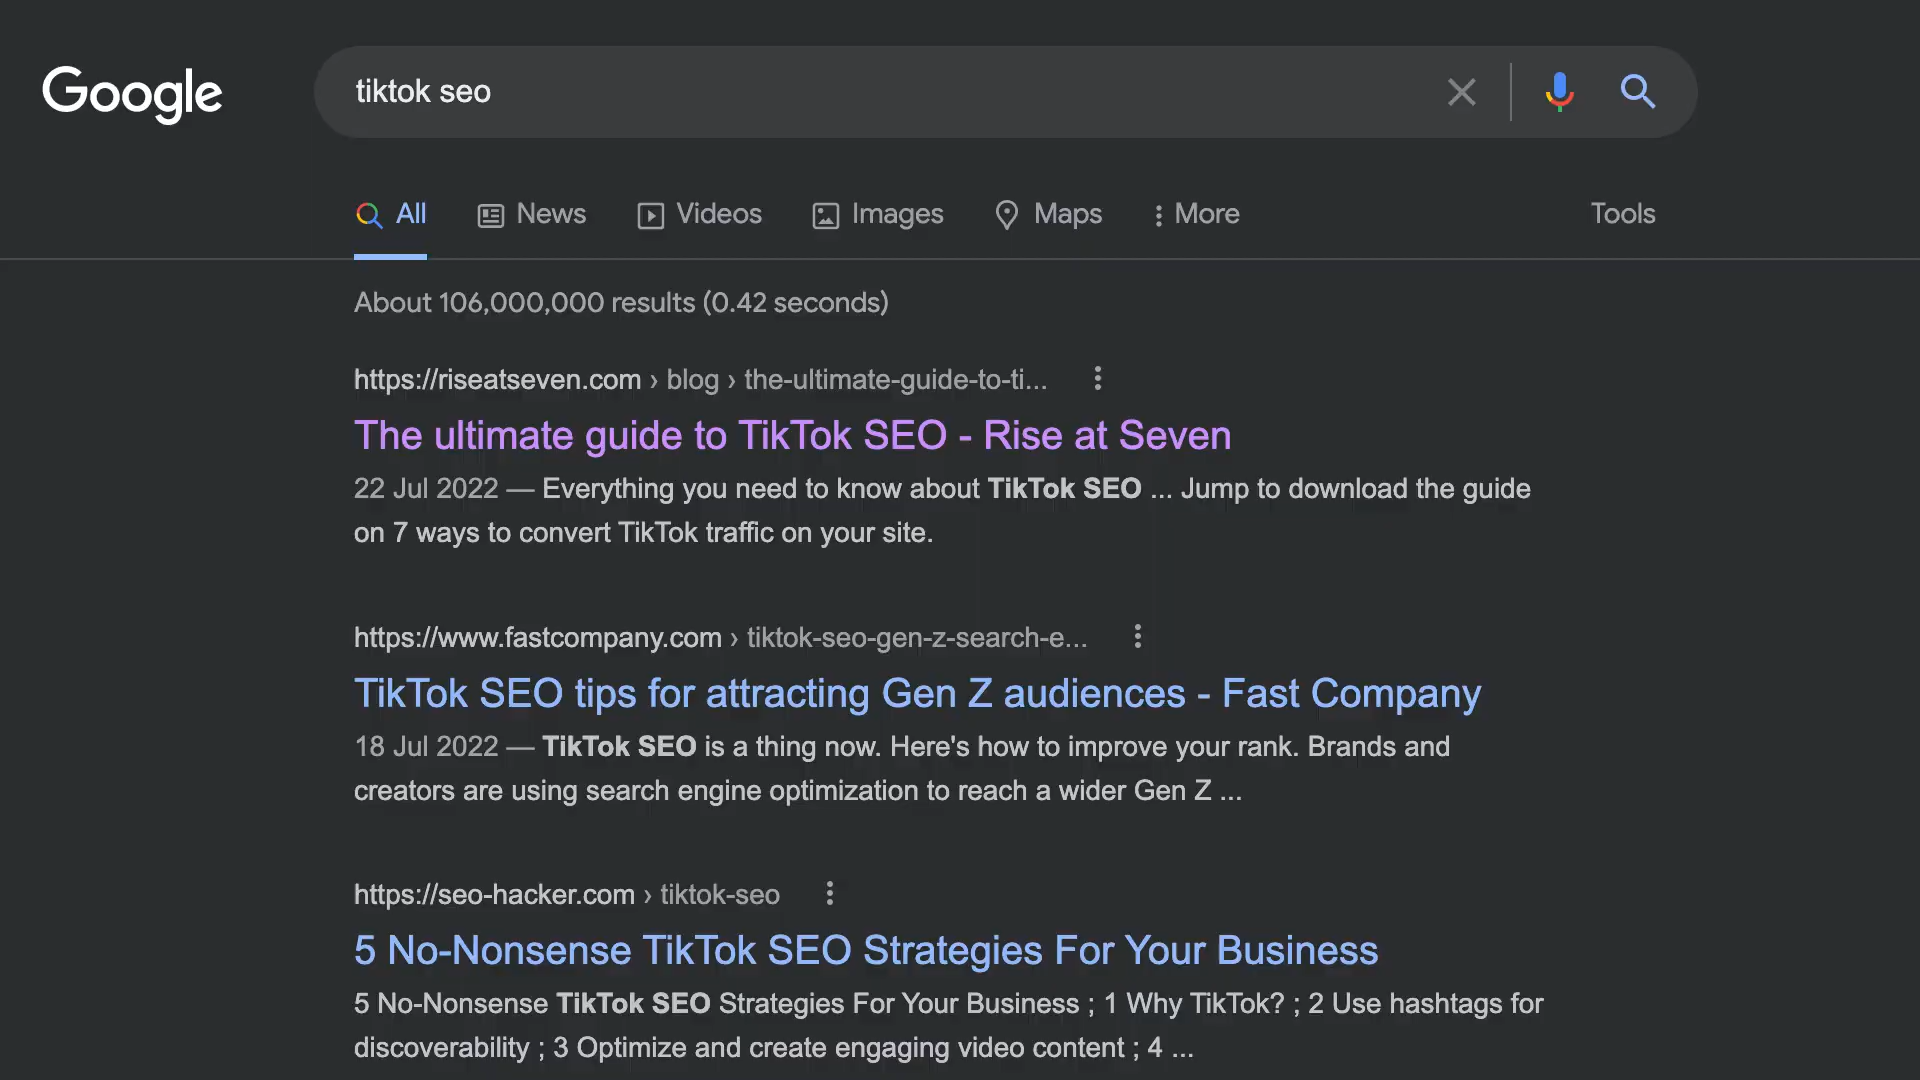 Google
tiktok seo
All News Videos Images Maps More Tools
About 106,000,000 results (0.42 seconds)
https://riseatseven.com › blog › the-ultimate-guide-to-ti...
The ultimate guide to TikTok SEO - Rise at Seven
22 Jul 2022 — Everything you need to know about TikTok SEO ... Jump to download the guide
on 7 ways to convert TikTok traffic on your site.
https://www.fastcompany.com › tiktok-seo-gen-z-search-e...
TikTok SEO tips for attracting Gen Z audiences - Fast Company
18 Jul 2022 — TikTok SEO is a thing now. Here's how to improve your rank. Brands and
creators are using search engine optimization to reach a wider Gen Z ...
https://seo-hacker.com › tiktok-seo
5 No-Nonsense TikTok SEO Strategies For Your Business
5 No-Nonsense TikTok SEO Strategies For Your Business ; 1 Why TikTok? ; 2 Use hashtags for
discoverability ; 3 Optimize and create engaging video content ; 4 ...